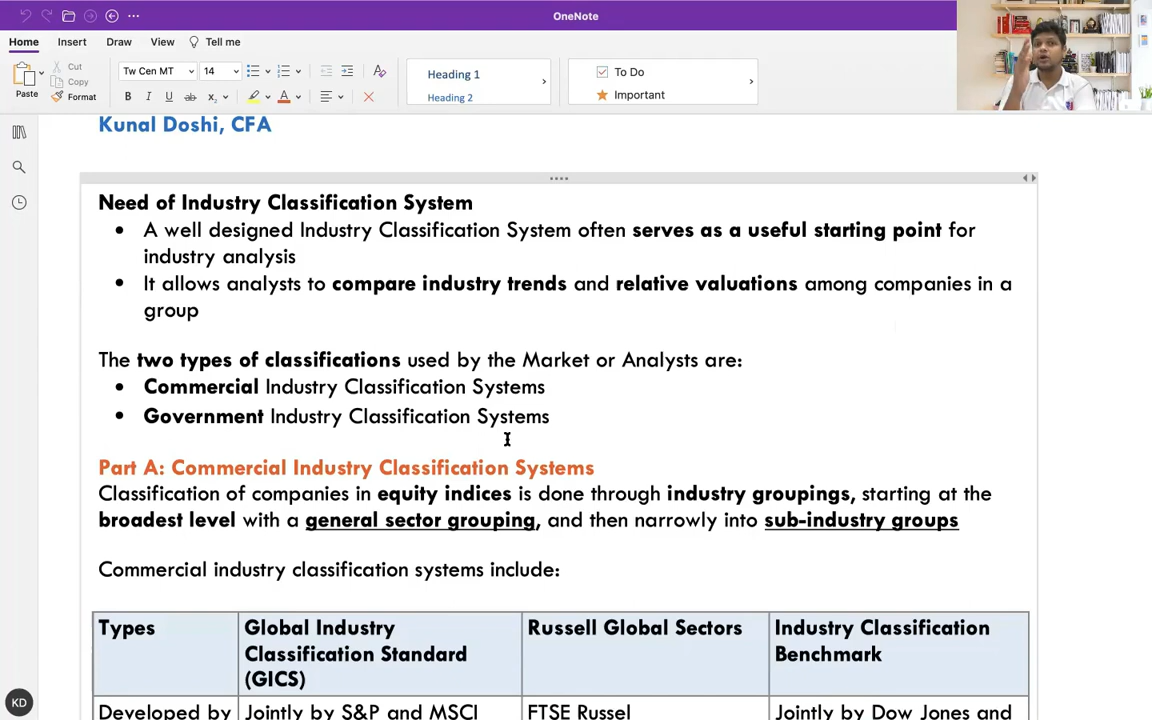 OneNote
Home Insert Draw View Tell me
Cut
Copy
Paste Format
Tw Cen MT 14
B I U ab X₂ A
Heading 1
Heading 2
To Do
Important
Kunal Doshi, CFA
Need of Industry Classification System
• A well designed Industry Classification System often serves as a useful starting point for
industry analysis
• It allows analysts to compare industry trends and relative valuations among companies in a
group
The two types of classifications used by the Market or Analysts are:
• Commercial Industry Classification Systems
• Government Industry Classification Systems
Part A: Commercial Industry Classification Systems
Classification of companies in equity indices is done through industry groupings, starting at the
broadest level with a general sector grouping, and then narrowly into sub-industry groups
Commercial industry classification systems include:
Types Global Industry Russell Global Sectors Industry Classification
Classification Standard Benchmark
(GICS)
Developed by Jointly by S&P and MSCI FTSE Russel Jointly by Dow Jones and
KD